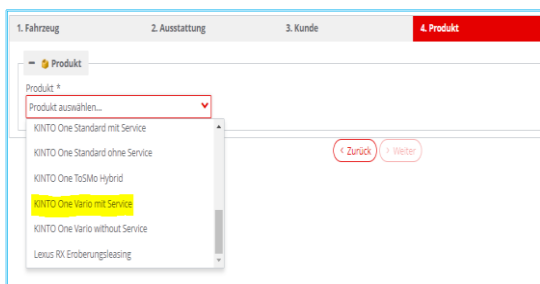 1. Fahrzeug 2. Ausstattung 3. Kunde 4. Produkt
Produkt
Produkt *
Produkt auswählen...
KINTO One Standard mit Service
KINTO One Standard ohne Service
KINTO One ToSMo Hybrid
KINTO One Vario mit Service
KINTO One Vario without Service
Lexus RX Eroberungsleasing
< Zurück > Weiter